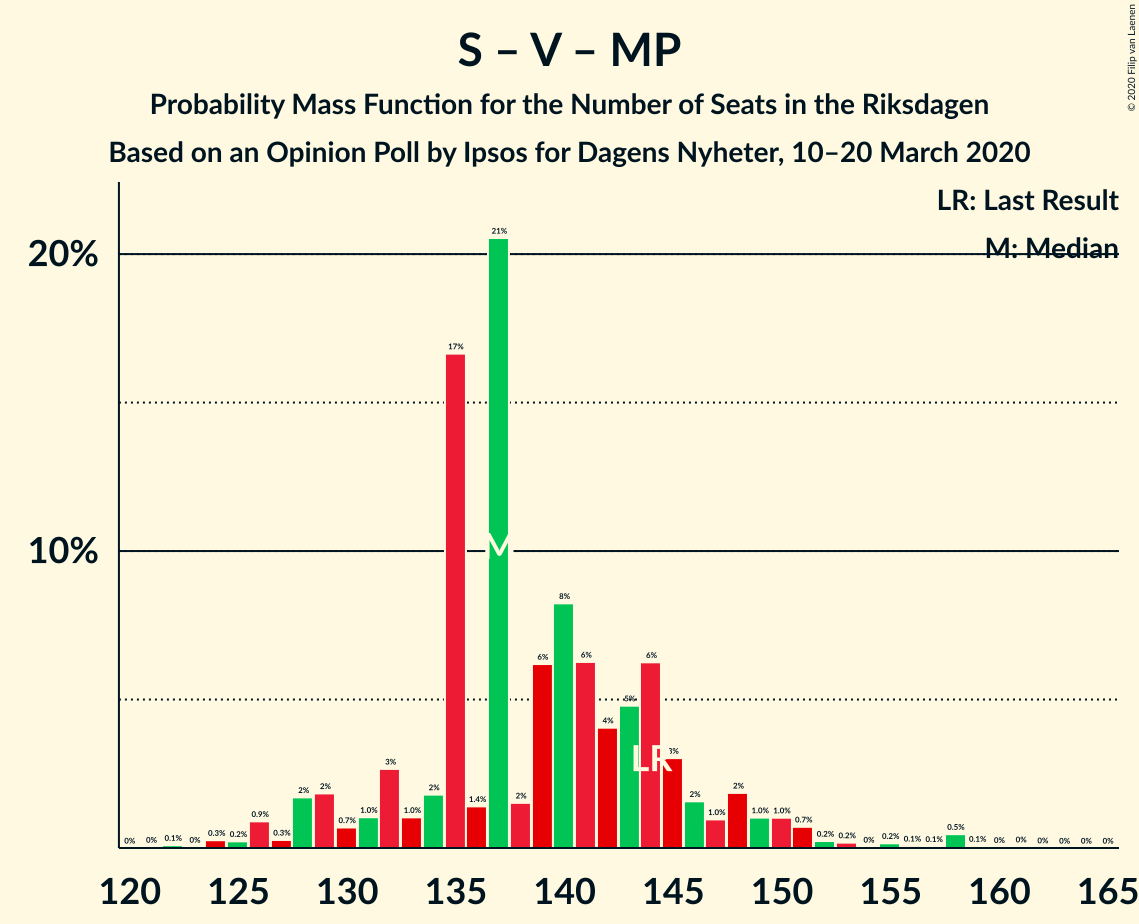 S – V – MP
Probability Mass Function for the Number of Seats in the Riksdagen
Based on an Opinion Poll by Ipsos for Dagens Nyheter, 10–20 March 2020
© 2020 Filip van Laenen
LR: Last Result
M: Median
20%
10%
0% 0% 0.1% 0% 0.3% 0.2% 0.9% 0.3% 2% 2% 0.7% 1.0% 3% 1.0% 2% 17% 1.4% 21% 2% 6% 8% 6% 4% 5% 6% 3% 2% 1.0% 2% 1.0% 1.0% 0.7% 0.2% 0.2% 0% 0.2% 0.1% 0.1% 0.5% 0.1% 0% 0% 0% 0% 0% 0%
M
LR
120 125 130 135 140 145 150 155 160 165